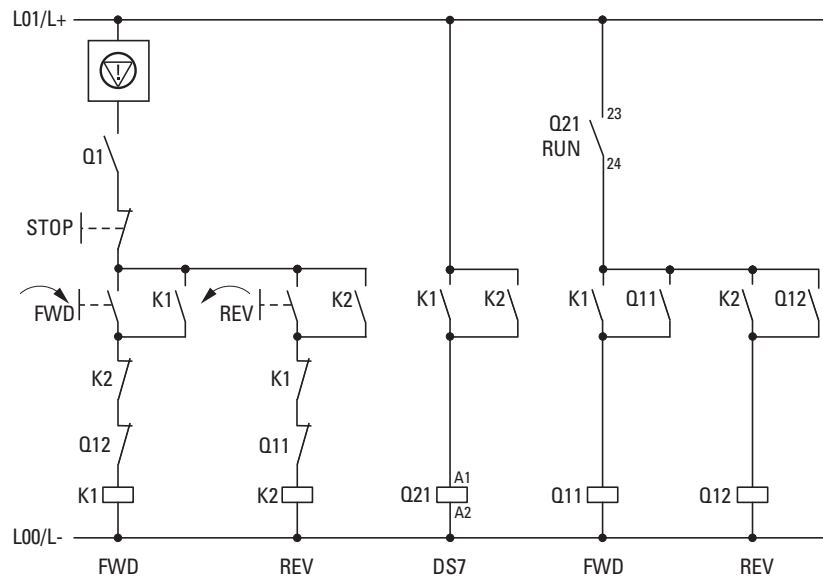 L01/L+
!
Q1
Q21
RUN
23
24
STOP
FWD
K1
REV
K2
K1
K2
K1
Q11
K2
Q12
K2
K1
Q12
Q11
K1
K2
Q21
A1
A2
Q11
Q12
L00/L-
FWD
REV
DS7
FWD
REV